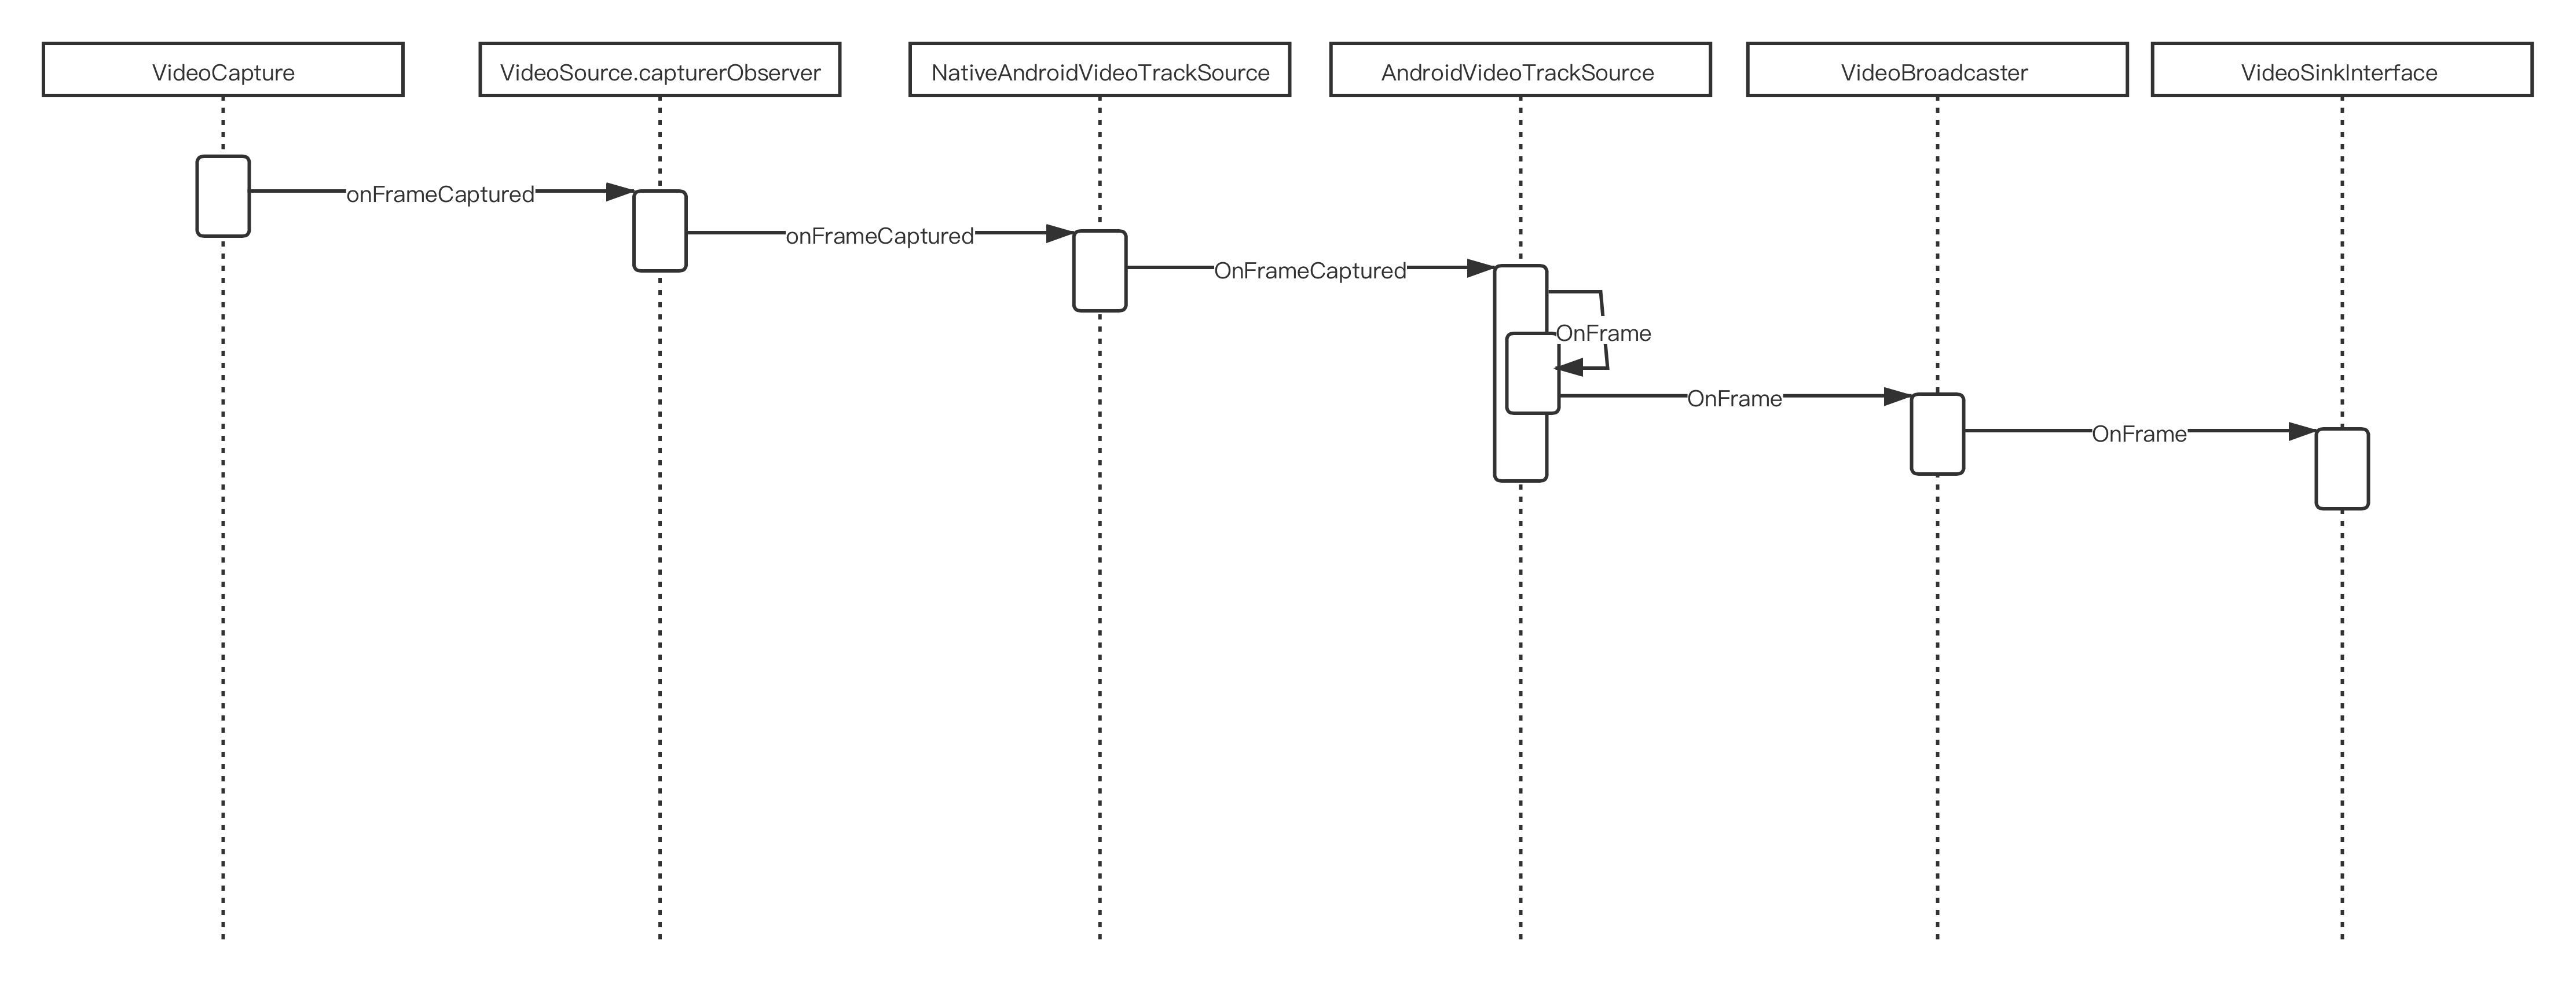 VideoCapture
VideoSource.capturerObserver
NativeAndroidVideoTrackSource
AndroidVideoTrackSource
VideoBroadcaster
VideoSinkInterface
onFrameCaptured
onFrameCaptured
OnFrameCaptured
OnFrame
OnFrame
OnFrame